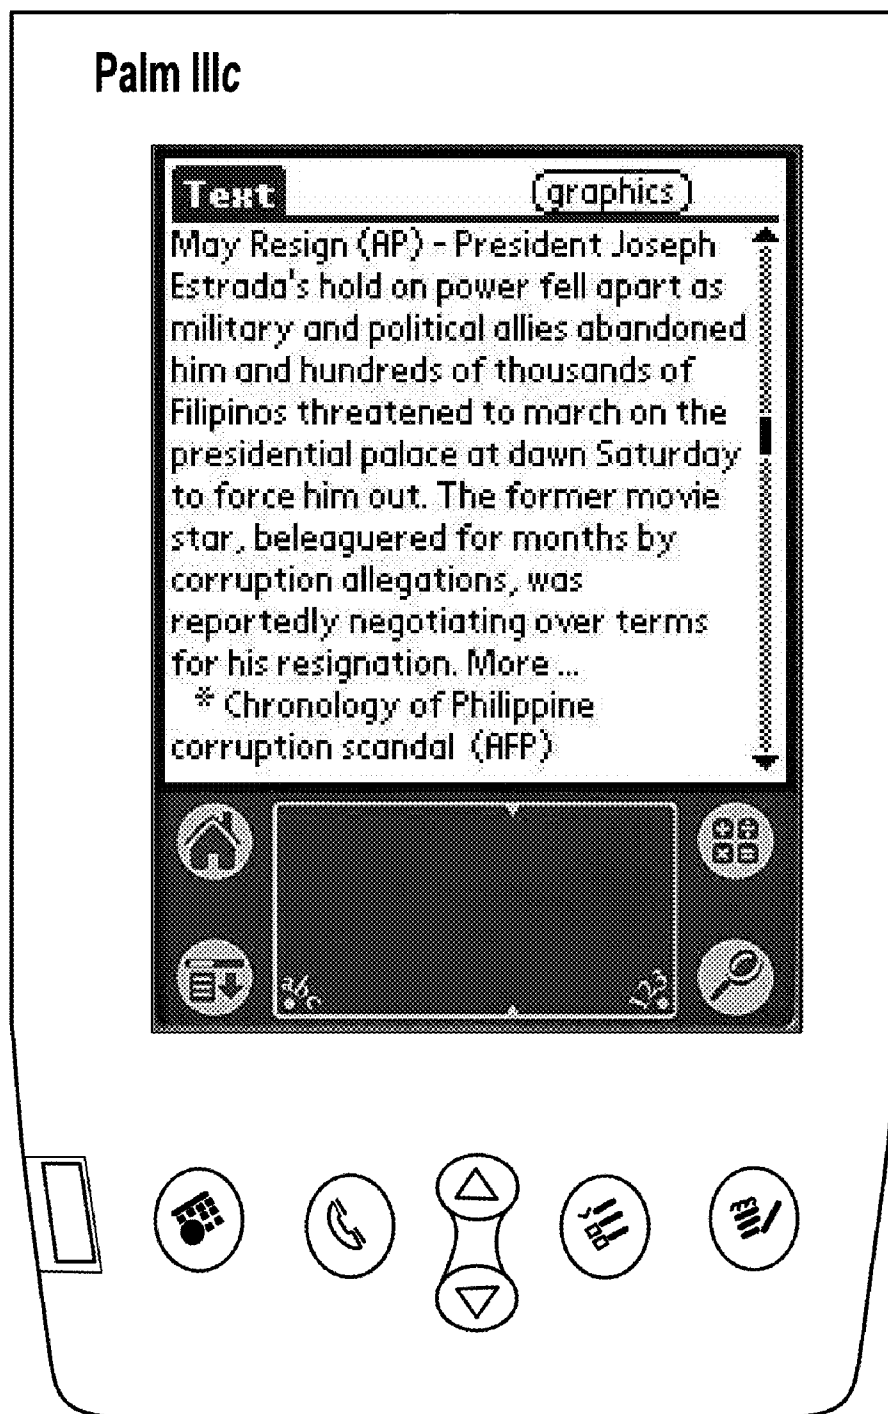 Palm IIIc
Text graphics
May Resign (AP) - President Joseph
Estrada's hold on power fell apart as
military and political allies abandoned
him and hundreds of thousands of
Filipinos threatened to march on the
presidential palace at dawn Saturday
to force him out. The former movie
star, beleaguered for months by
corruption allegations, was
reportedly negotiating over terms
for his resignation. More ...
* Chronology of Philippine
corruption scandal (AFP)
abc 123